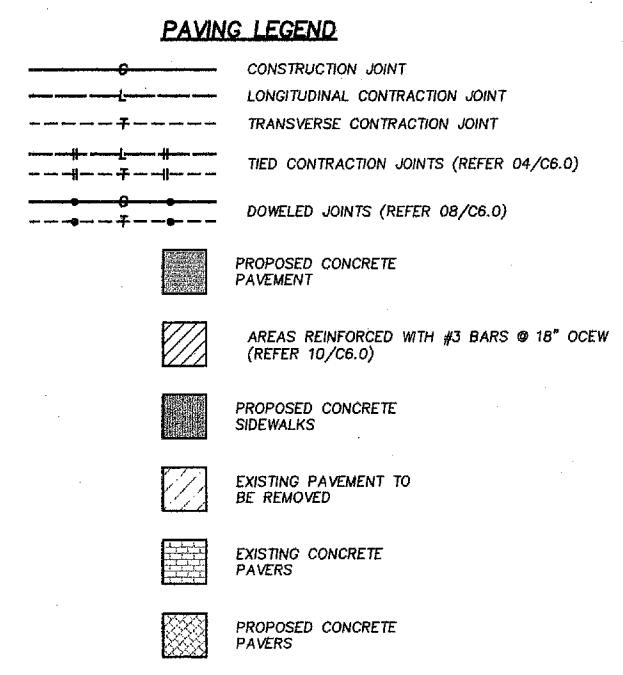 PAVING LEGEND
C CONSTRUCTION JOINT
L LONGITUDINAL CONTRACTION JOINT
T TRANSVERSE CONTRACTION JOINT
L
T
TIED CONTRACTION JOINTS (REFER 04/C6.0)
C
T
DOWELED JOINTS (REFER 08/C6.0)
PROPOSED CONCRETE
PAVEMENT
AREAS REINFORCED WITH #3 BARS @ 18" OCEW
(REFER 10/C6.0)
PROPOSED CONCRETE
SIDEWALKS
EXISTING PAVEMENT TO
BE REMOVED
EXISTING CONCRETE
PAVERS
PROPOSED CONCRETE
PAVERS